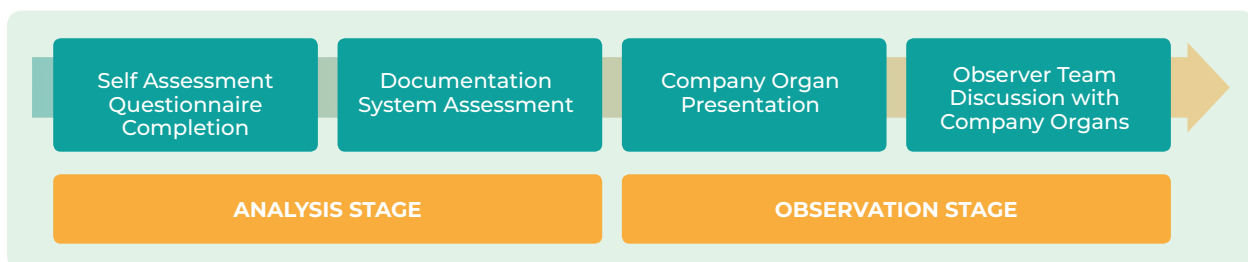 Self Assessment
Questionnaire
Completion
Documentation
System Assessment
Company Organ
Presentation
Observer Team
Discussion with
Company Organs
ANALYSIS STAGE
OBSERVATION STAGE